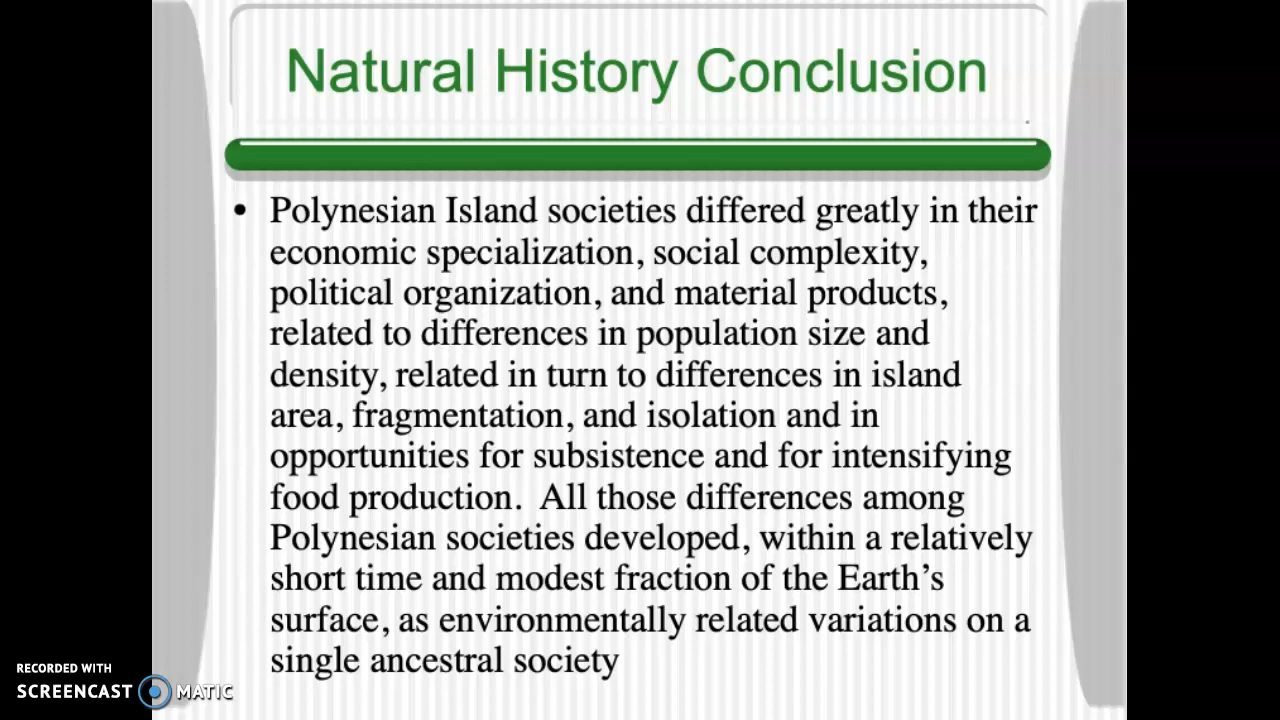 Natural History Conclusion
• Polynesian Island societies differed greatly in their
economic specialization, social complexity,
political organization, and material products,
related to differences in population size and
density, related in turn to differences in island
area, fragmentation, and isolation and in
opportunities for subsistence and for intensifying
food production.  All those differences among
Polynesian societies developed, within a relatively
short time and modest fraction of the Earth’s
surface, as environmentally related variations on a
single ancestral society
RECORDED WITH
SCREENCAST MATIC